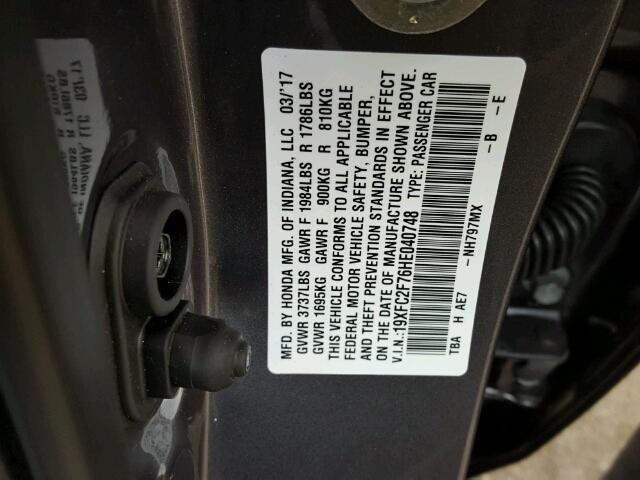 MFD. BY HONDA MFG. OF INDIANA, LLC 03/'17
GVWR 3737LBS GAWR F 1984LBS R 1786LBS
GVWR 1695KG GAWR F 900KG R 810KG
THIS VEHICLE CONFORMS TO ALL APPLICABLE
FEDERAL MOTOR VEHICLE SAFETY, BUMPER,
AND THEFT PREVENTION STANDARDS IN EFFECT
ON THE DATE OF MANUFACTURE SHOWN ABOVE.
V.I.N.:19XFC2F76HE040748 TYPE: PASSENGER CAR
TBA H AE7 -NH797MX -B -E